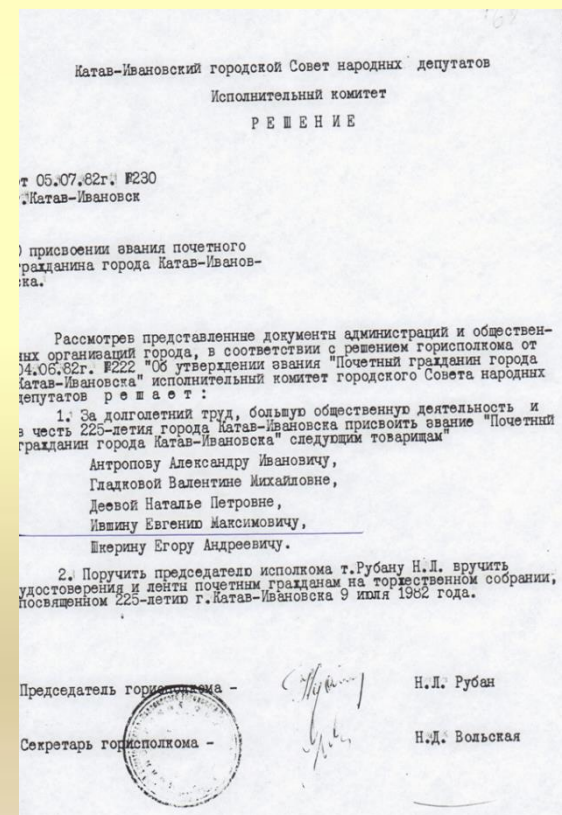 168
Катав-Ивановский городской Совет народных депутатов
Исполнительный комитет
Р Е Ш Е Н И Е
т 05.07.82г. №230
г.Катав-Ивановск
О присвоении звания почетного
гражданина города Катав-Иванов-
ска.
Рассмотрев представленные документы администраций и обществен-
ных организаций города, в соответствии с решением горисполкома от
04.06.82г. №222 "Об утверждении звания "Почетный гражданин города
Катав-Ивановска" исполнительный комитет городского Совета народных
депутатов р е ш а е т :
1. За долголетний труд, большую общественную деятельность и
в честь 225-летия города Катав-Ивановска присвоить звание "Почетный
гражданин города Катав-Ивановска" следующим товарищам"
Антропову Александру Ивановичу,
Гладковой Валентине Михайловне,
Деевой Наталье Петровне,
Ившину Евгению Максимовичу,
Шкерину Егору Андреевичу.
2. Поручить председателю исполкома т.Рубану Н.Л. вручить
удостоверения и ленты почетным гражданам на торжественном собрании,
посвященном 225-летию г.Катав-Ивановска 9 июля 1982 года.
Председатель горисполкома -
Н.Л. Рубан
Секретарь горисполкома -
Н.Д. Вольская